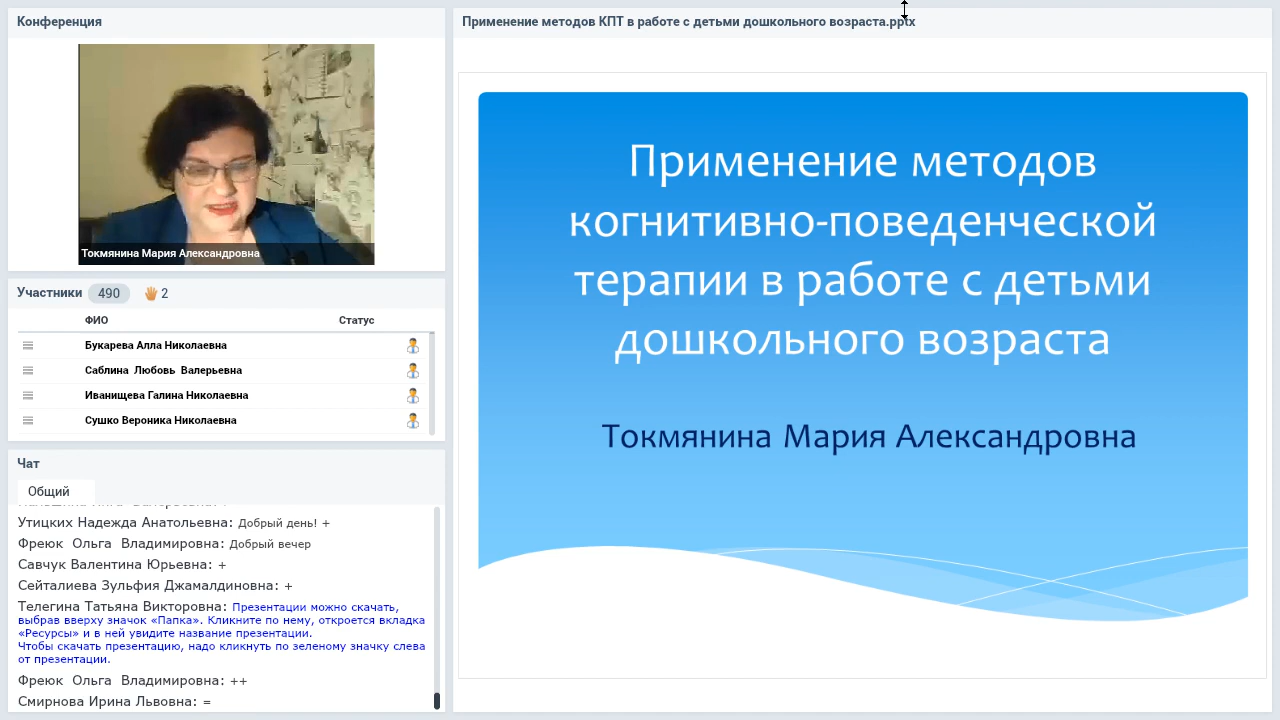 Конференция
Токмянина Мария Александровна
Участники 490 2
ФИО Статус
Букарева Алла Николаевна
Саблина Любовь Валерьевна
Иванищева Галина Николаевна
Сушко Вероника Николаевна
Чат
Общий
Утицких Надежда Анатольевна: Добрый день! +
Фреюк Ольга Владимировна: Добрый вечер
Савчук Валентина Юрьевна: +
Сейталиева Зульфия Джамалдиновна: +
Телегина Татьяна Викторовна: Презентации можно скачать,
выбрав вверху значок «Папка». Кликните по нему, откроется вкладка
«Ресурсы» и в ней увидите название презентации.
Чтобы скачать презентацию, надо кликнуть по зеленому значку слева
от презентации.
Фреюк Ольга Владимировна: ++
Смирнова Ирина Львовна: =
Применение методов КПТ в работе с детьми дошкольного возраста.pptx
Применение методов
когнитивно-поведенческой
терапии в работе с детьми
дошкольного возраста
Токмянина Мария Александровна